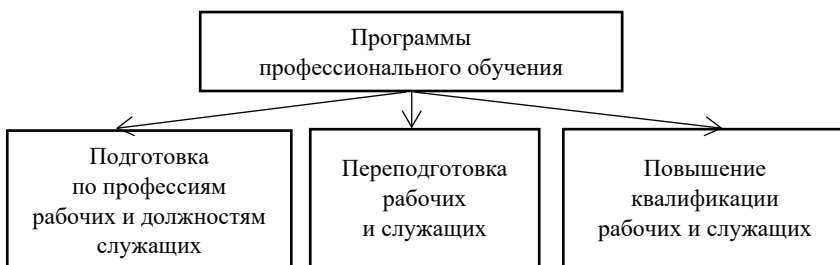 Программы
профессионального обучения
Подготовка
по профессиям
рабочих и должностям
служащих
Переподготовка
рабочих
и служащих
Повышение
квалификации
рабочих и служащих